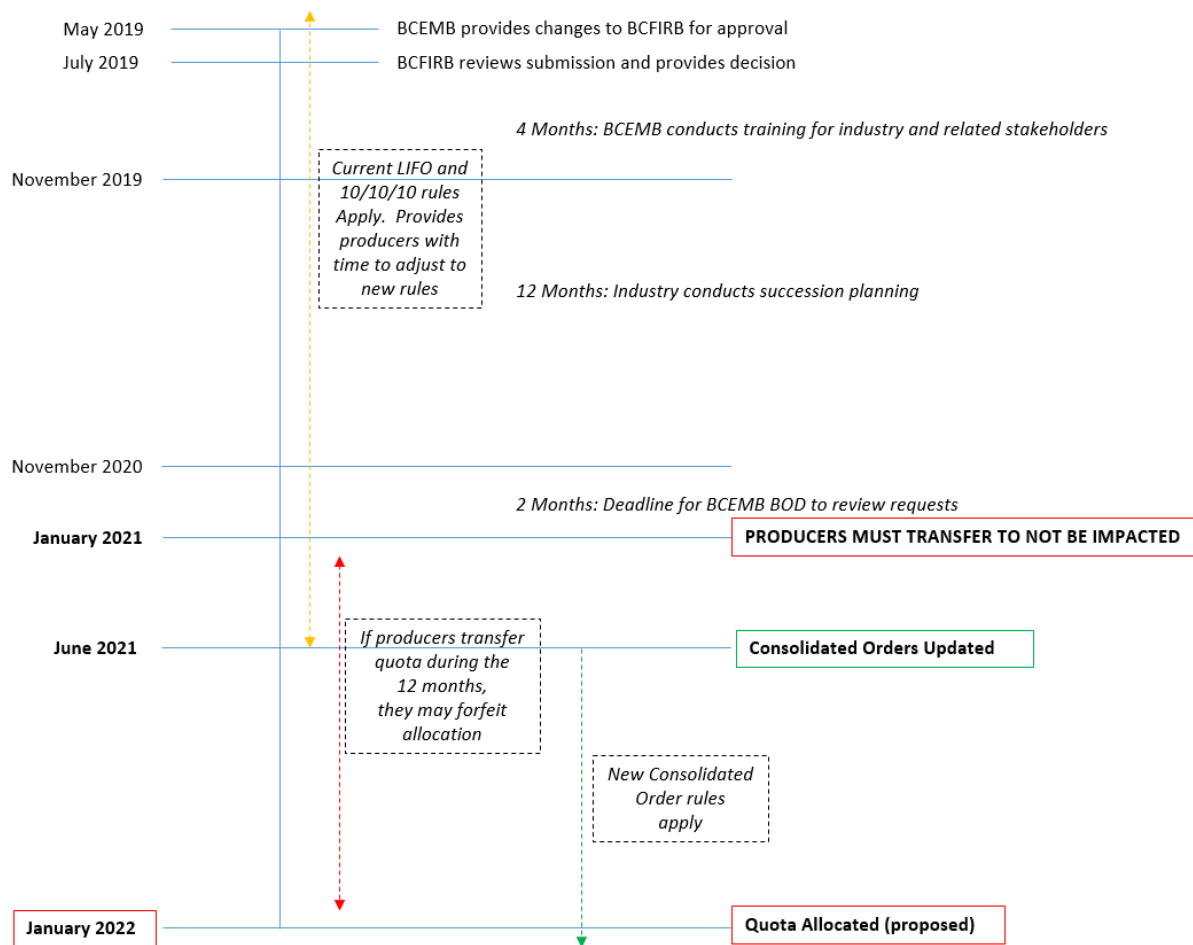 May 2019
BCEMB provides changes to BCFIRB for approval
July 2019
BCFIRB reviews submission and provides decision
4 Months: BCEMB conducts training for industry and related stakeholders
Current LIFO and
10/10/10 rules
Apply. Provides
producers with
time to adjust to
new rules
November 2019
12 Months: Industry conducts succession planning
November 2020
2 Months: Deadline for BCEMB BOD to review requests
January 2021
PRODUCERS MUST TRANSFER TO NOT BE IMPACTED
June 2021
If producers transfer
quota during the
12 months,
they may forfeit
allocation
Consolidated Orders Updated
New Consolidated
Order rules
apply
January 2022
Quota Allocated (proposed)